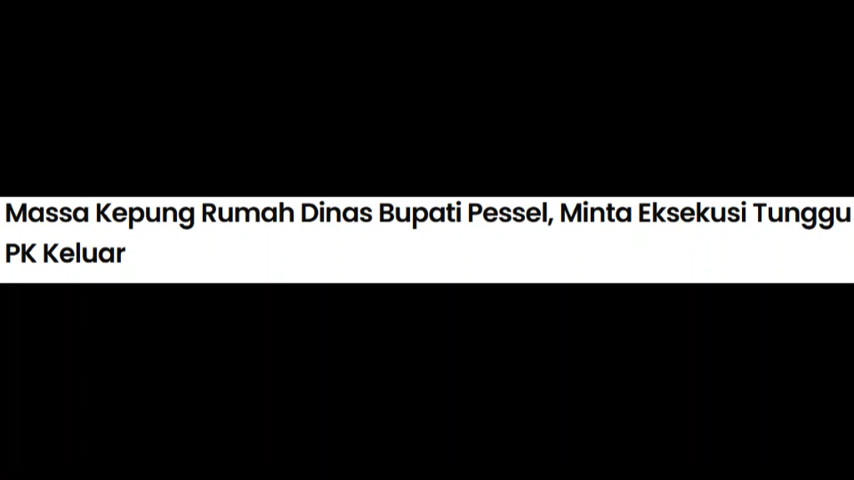 Massa Kepung Rumah Dinas Bupati Pessel, Minta Eksekusi Tunggu
PK Keluar